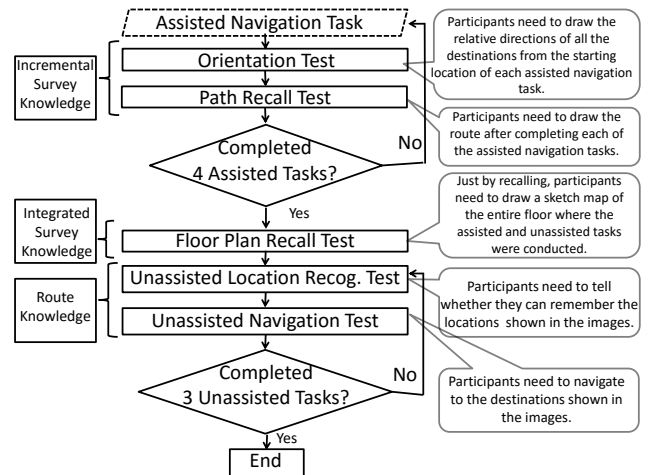 Assisted Navigation Task
Participants need to draw the
relative directions of all the
destinations from the starting
location of each assisted navigation
task.
Incremental
Survey
Knowledge
Orientation Test
Path Recall Test
Participants need to draw the
route after completing each of
the assisted navigation tasks.
Completed
4 Assisted Tasks?
No
Yes
Just by recalling, participants
need to draw a sketch map of
the entire floor where the
assisted and unassisted tasks
were conducted.
Integrated
Survey
Knowledge
Floor Plan Recall Test
Unassisted Location Recog. Test
Participants need to tell
whether they can remember the
locations shown in the images.
Route
Knowledge
Unassisted Navigation Test
Completed
3 Unassisted Tasks?
No
Participants need to navigate
to the destinations shown in
the images.
Yes
End